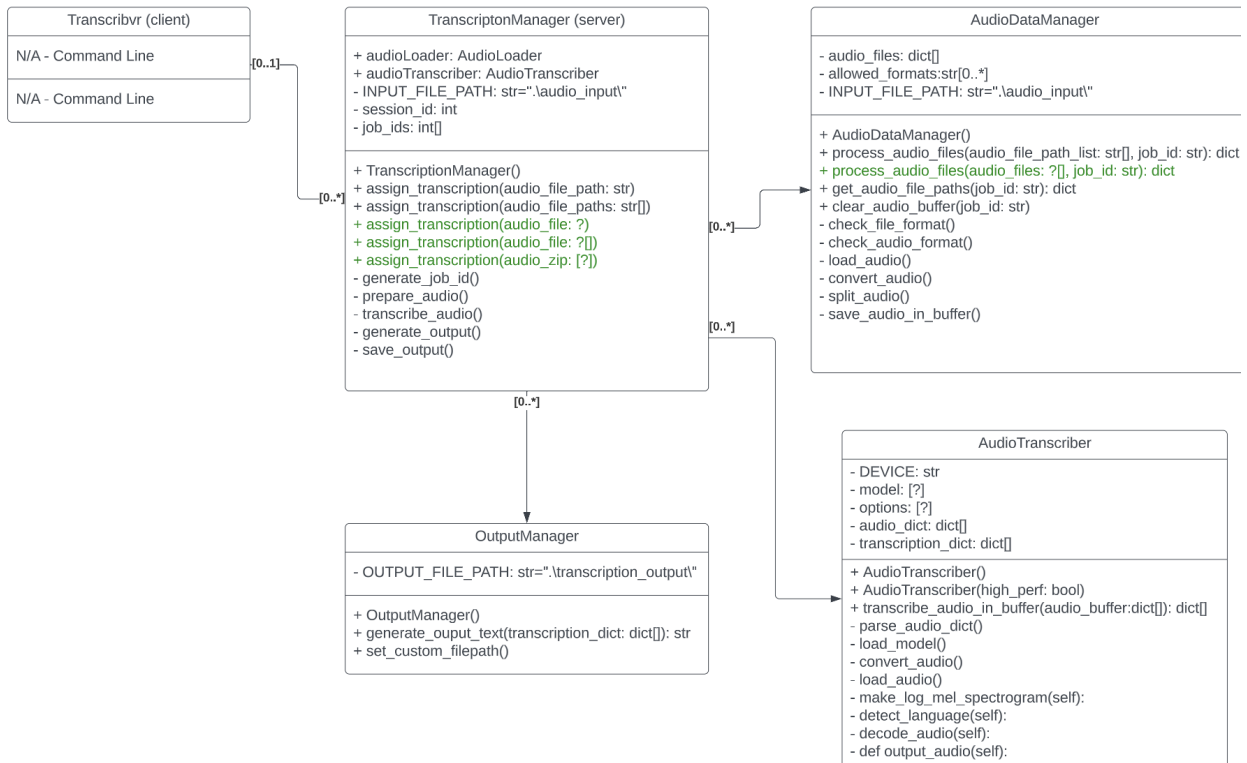 Transcribvr (client)
N/A - Command Line
N/A - Command Line
[0..1]
[0..*]
TranscriptonManager (server)
+ audioLoader: AudioLoader
+ audioTranscriber: AudioTranscriber
- INPUT_FILE_PATH: str=".\audio_input\"
- session_id: int
- job_ids: int[]
+ TranscriptionManager()
+ assign_transcription(audio_file_path: str)
+ assign_transcription(audio_file_paths: str[])
+ assign_transcription(audio_file: ?)
+ assign_transcription(audio_file: ?[])
+ assign_transcription(audio_zip: [?])
- generate_job_id()
- prepare_audio()
- transcribe_audio()
- generate_output()
- save_output()
[0..*]
[0..*]
[0..*]
AudioDataManager
- audio_files: dict[]
- allowed_formats:str[0..*]
- INPUT_FILE_PATH: str=".\audio_input\"
+ AudioDataManager()
+ process_audio_files(audio_file_path_list: str[], job_id: str): dict
+ process_audio_files(audio_files: ?[], job_id: str): dict
+ get_audio_file_paths(job_id: str): dict
+ clear_audio_buffer(job_id: str)
- check_file_format()
- check_audio_format()
- load_audio()
- convert_audio()
- split_audio()
- save_audio_in_buffer()
OutputManager
- OUTPUT_FILE_PATH: str=".\transcription_output\"
+ OutputManager()
+ generate_ouput_text(transcription_dict: dict[]): str
+ set_custom_filepath()
AudioTranscriber
- DEVICE: str
- model: [?]
- options: [?]
- audio_dict: dict[]
- transcription_dict: dict[]
+ AudioTranscriber()
+ AudioTranscriber(high_perf: bool)
+ transcribe_audio_in_buffer(audio_buffer:dict[]): dict[]
- parse_audio_dict()
- load_model()
- convert_audio()
- load_audio()
- make_log_mel_spectrogram(self):
- detect_language(self):
- decode_audio(self):
- def output_audio(self):